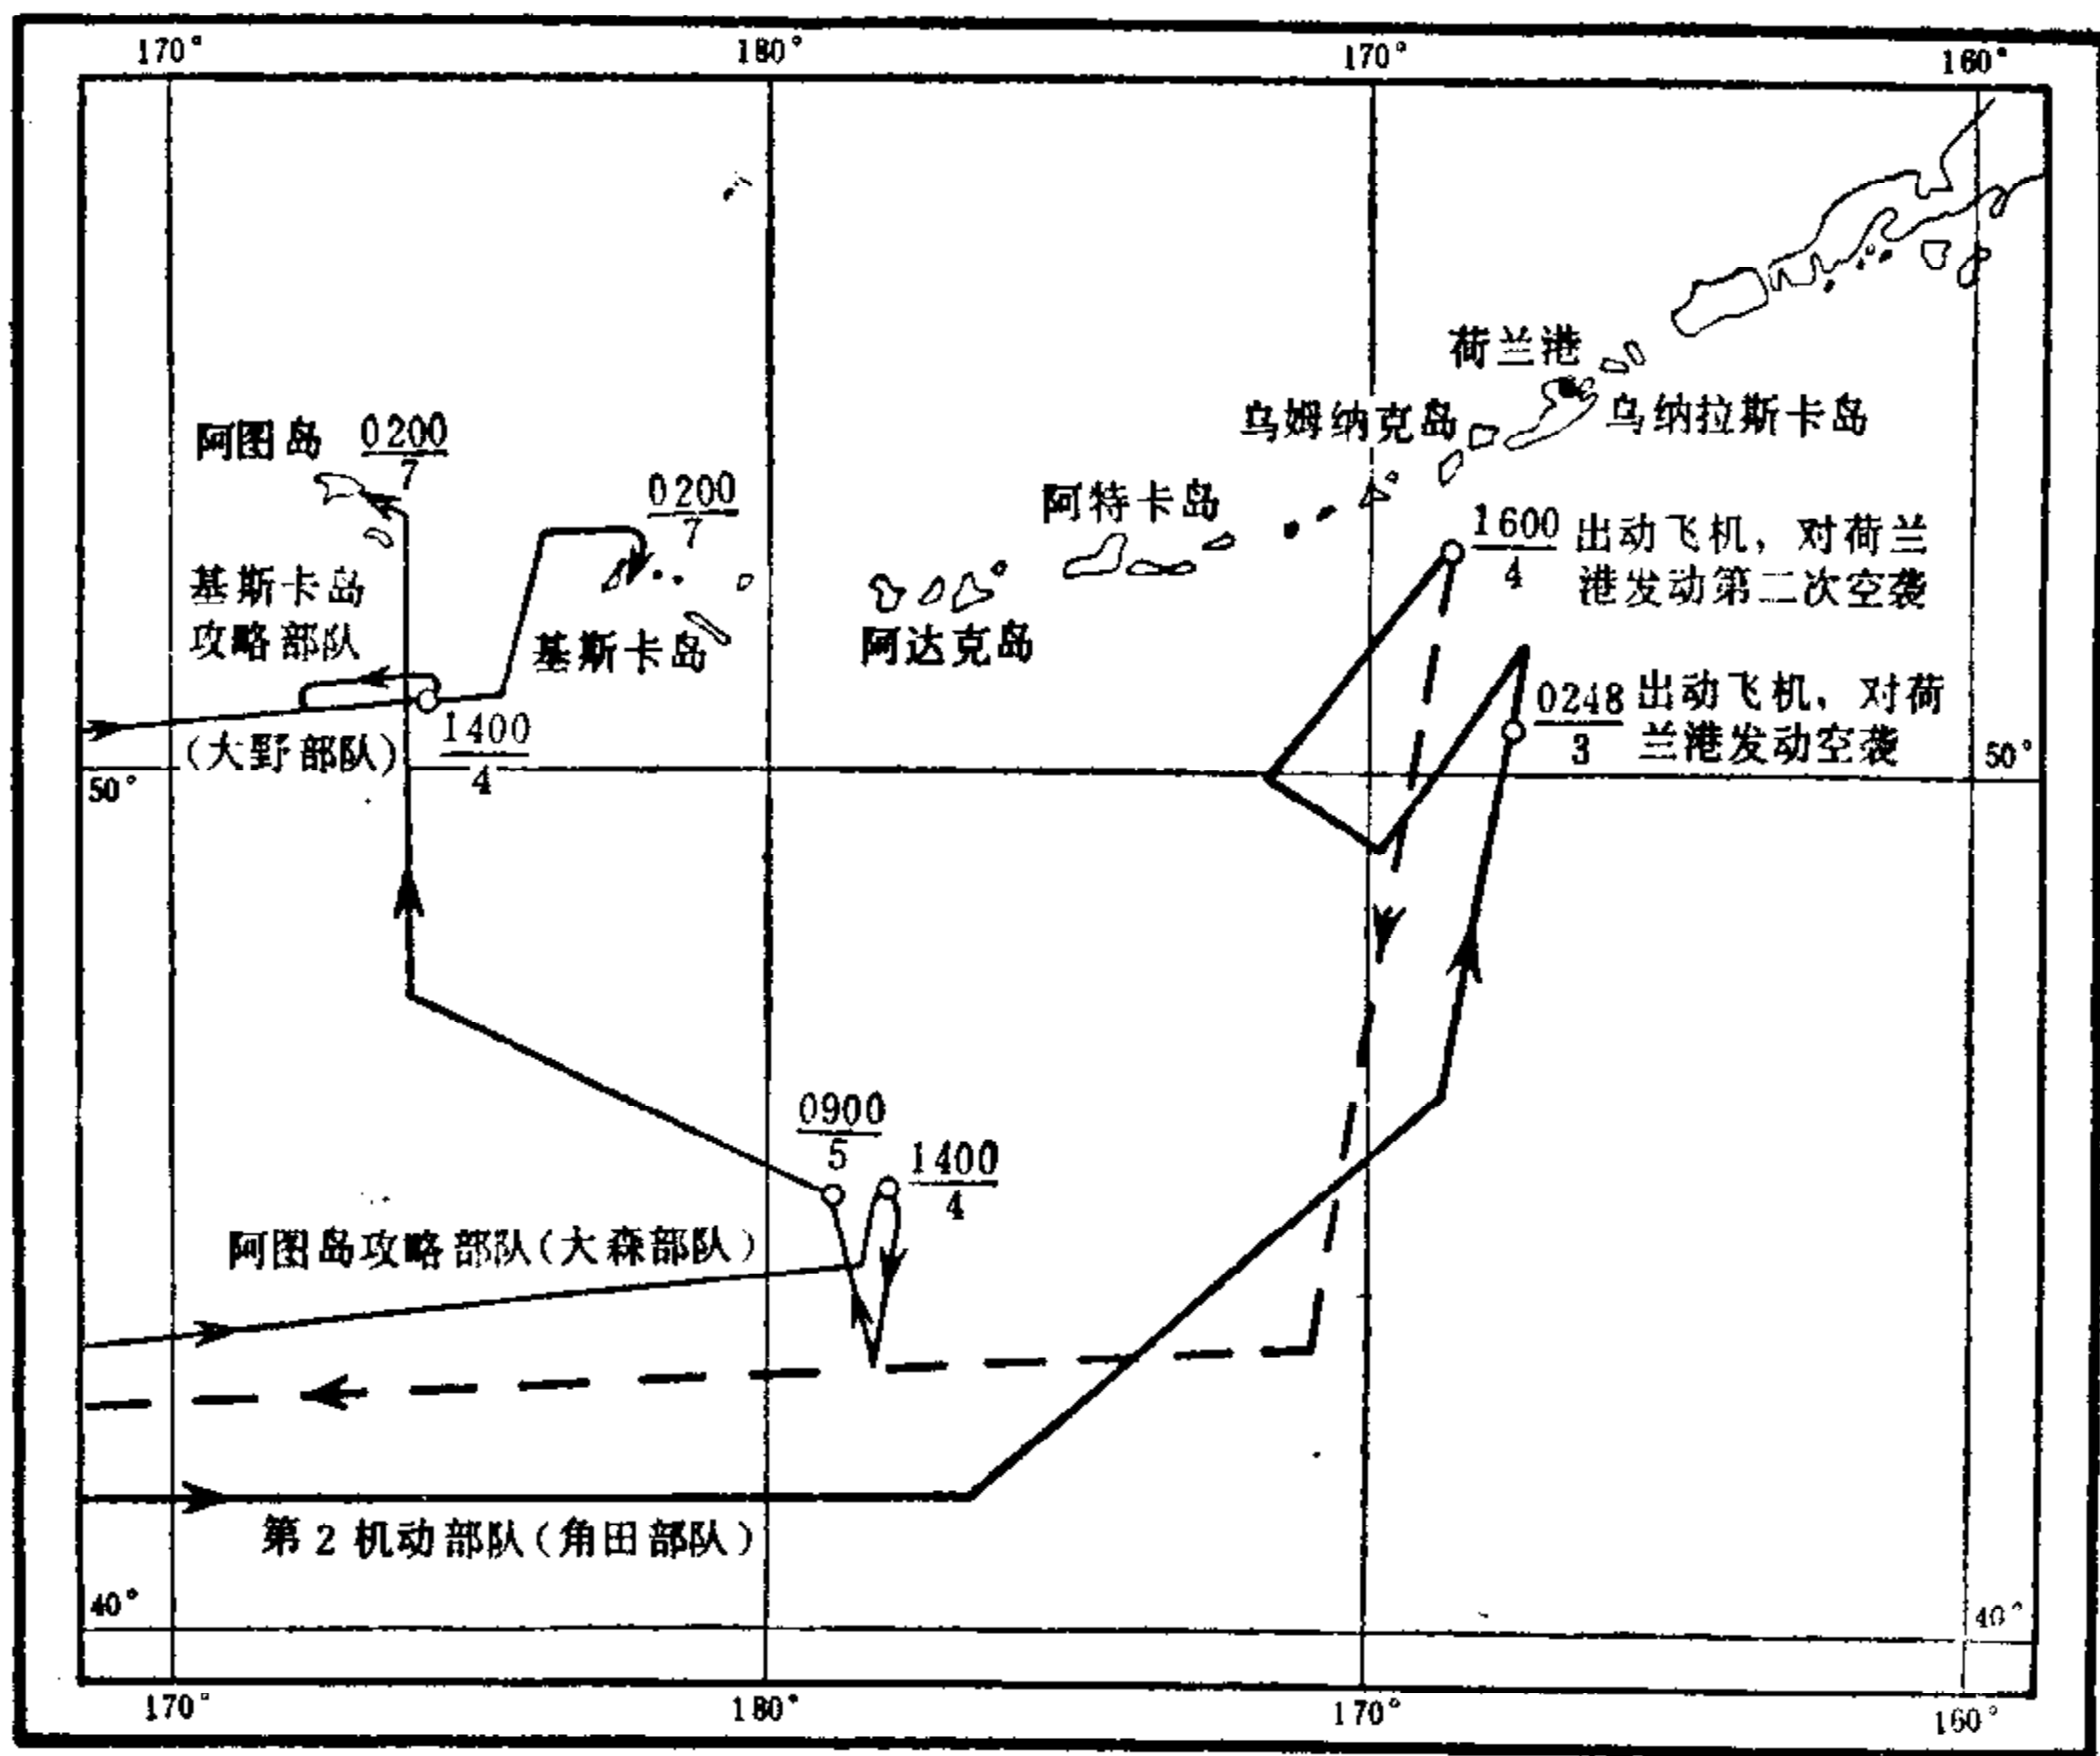 170°
180°
170°
160°
荷兰港
乌纳拉斯卡岛
乌姆纳克岛
阿图岛
0200
7
0200
7
阿特卡岛
1600
4
出动飞机，对荷兰
港发动第二次空袭
基斯卡岛
攻略部队
基斯卡岛
阿达克岛
0248
3
出动飞机，对荷
兰港发动空袭
(大野部队)
1400
4
50°
50°
0900
5
1400
4
阿图岛攻略部队(大森部队)
第2机动部队(角田部队)
40°
40°
170°
180°
170°
160°